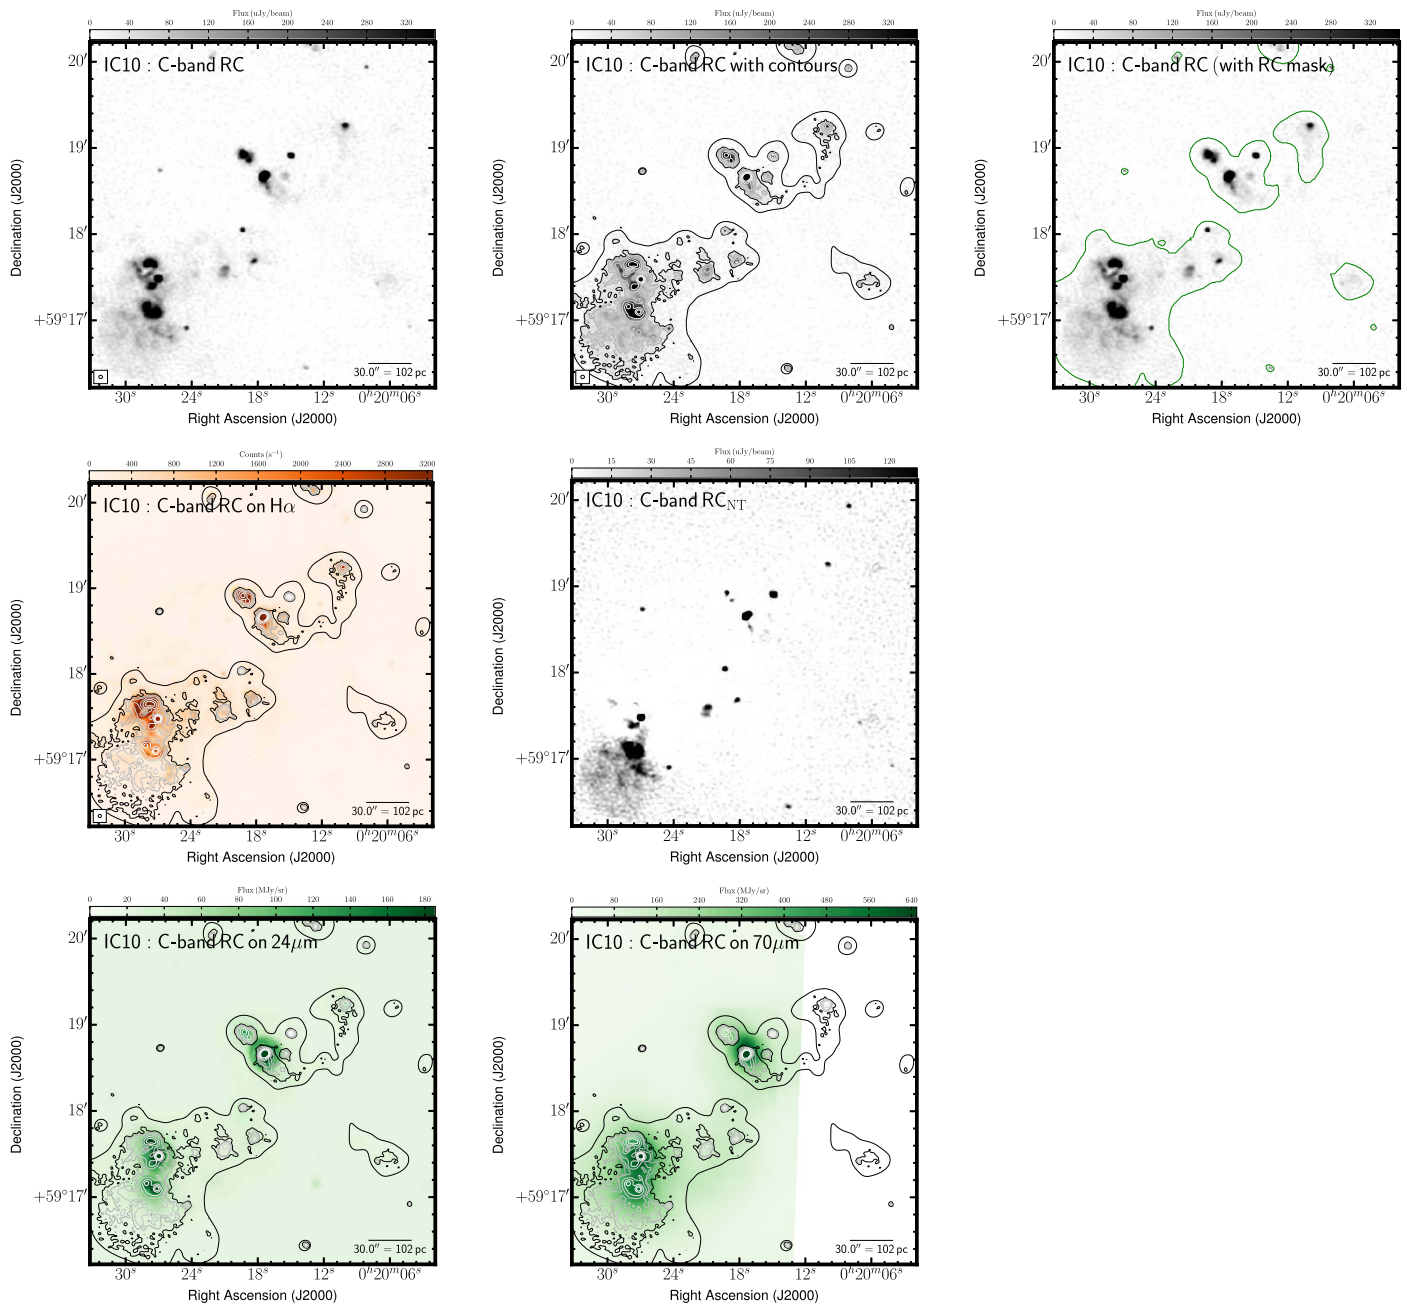 Flux (uJy/beam)
0 40 80 120 160 200 240 280 320
IC10 : C-band RC
20′
19′
18′
+59°17′
Declination (J2000)
30.0″ = 102 pc
30ˢ 24ˢ 18ˢ 12ˢ 0ʰ20ᵐ06ˢ
Right Ascension (J2000)
Flux (uJy/beam)
0 40 80 120 160 200 240 280 320
IC10 : C-band RC with contours
20′
19′
18′
+59°17′
Declination (J2000)
30.0″ = 102 pc
30ˢ 24ˢ 18ˢ 12ˢ 0ʰ20ᵐ06ˢ
Right Ascension (J2000)
Flux (uJy/beam)
0 40 80 120 160 200 240 280 320
IC10 : C-band RC (with RC mask)
20′
19′
18′
+59°17′
Declination (J2000)
30.0″ = 102 pc
30ˢ 24ˢ 18ˢ 12ˢ 0ʰ20ᵐ06ˢ
Right Ascension (J2000)
Counts (s⁻¹)
0 400 800 1200 1600 2000 2400 2800 3200
IC10 : C-band RC on Hα
20′
19′
18′
+59°17′
Declination (J2000)
30.0″ = 102 pc
30ˢ 24ˢ 18ˢ 12ˢ 0ʰ20ᵐ06ˢ
Right Ascension (J2000)
Flux (uJy/beam)
0 15 30 45 60 75 90 105 120
IC10 : C-band RC_NT
20′
19′
18′
+59°17′
Declination (J2000)
30.0″ = 102 pc
30ˢ 24ˢ 18ˢ 12ˢ 0ʰ20ᵐ06ˢ
Right Ascension (J2000)
Flux (MJy/sr)
0 20 40 60 80 100 120 140 160 180
IC10 : C-band RC on 24μm
20′
19′
18′
+59°17′
Declination (J2000)
30.0″ = 102 pc
30ˢ 24ˢ 18ˢ 12ˢ 0ʰ20ᵐ06ˢ
Right Ascension (J2000)
Flux (MJy/sr)
0 80 160 240 320 400 480 560 640
IC10 : C-band RC on 70μm
20′
19′
18′
+59°17′
Declination (J2000)
30.0″ = 102 pc
30ˢ 24ˢ 18ˢ 12ˢ 0ʰ20ᵐ06ˢ
Right Ascension (J2000)